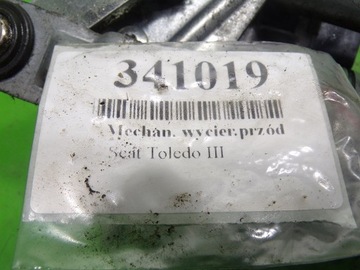 341019
Mechan. wycier.przód
Seat Toledo III